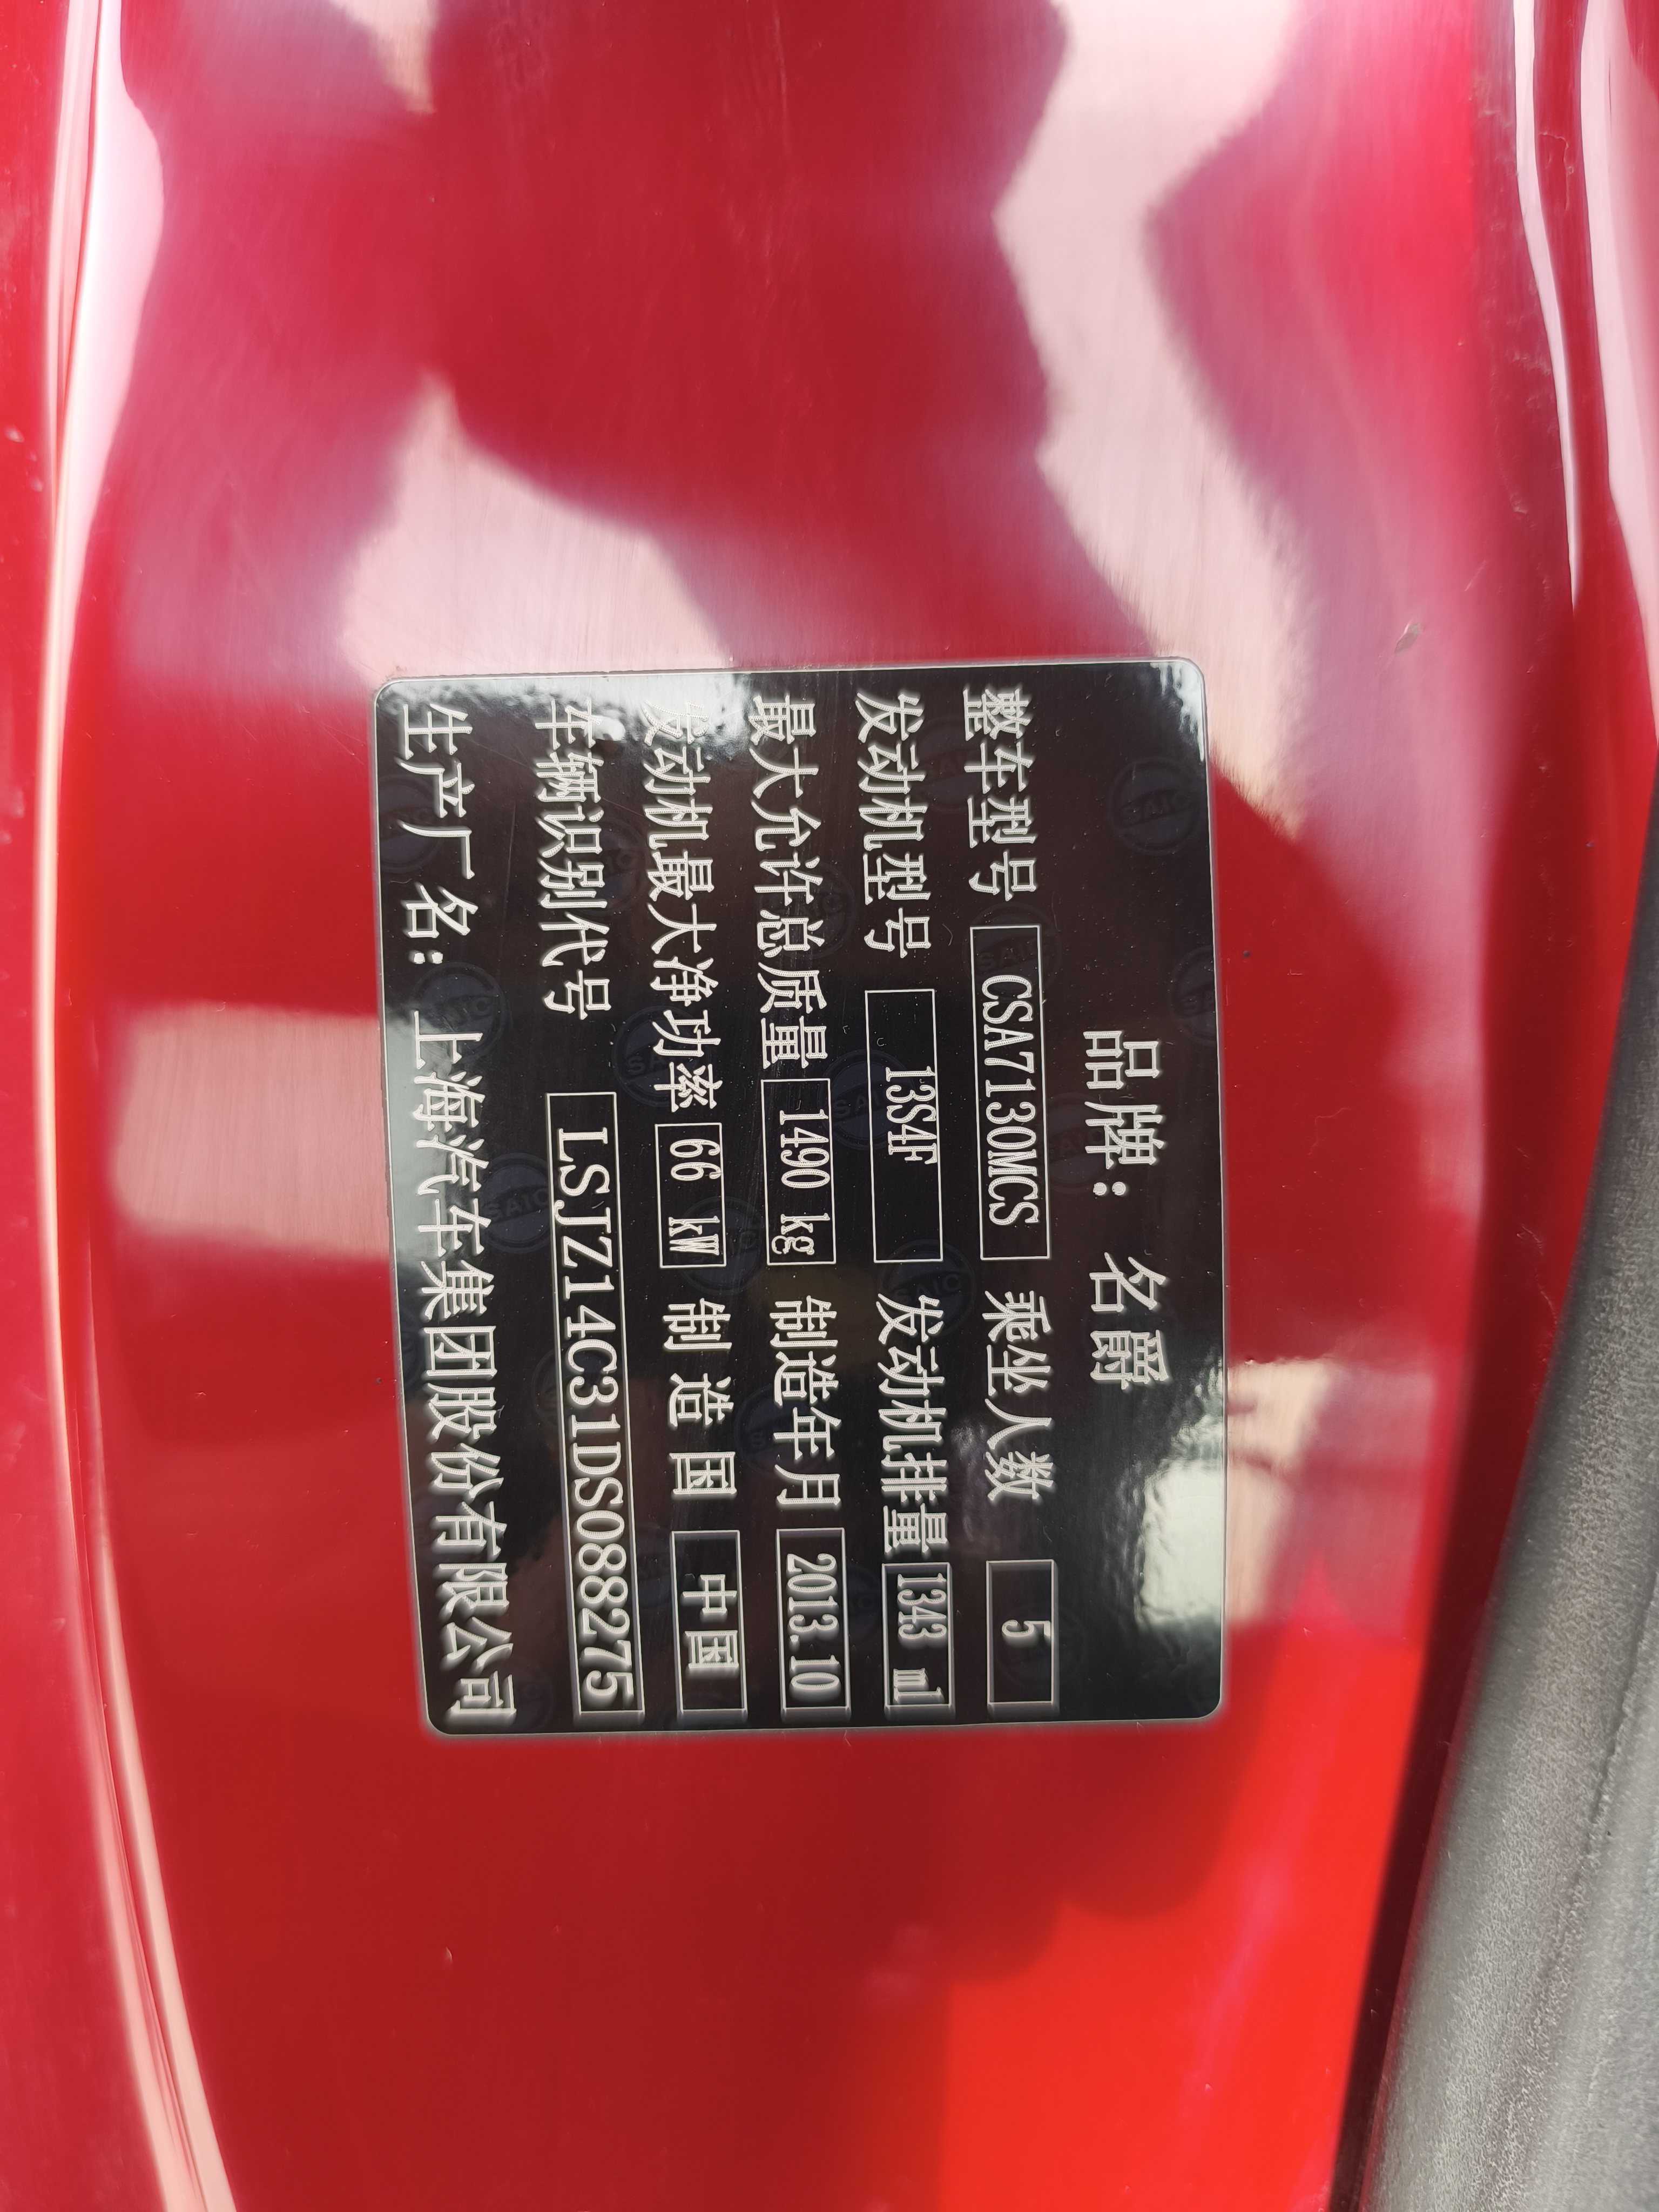 品牌: 名爵
整车型号 CSA7130MCS 乘坐人数 5
发动机型号 13S4F 发动机排量 1343 ml
最大允许总质量 1490 kg 制造年月 2013.10
发动机最大净功率 66 kW 制造国 中国
车辆识别代号 LSJZ14C31DS088275
生产厂名: 上海汽车集团股份有限公司